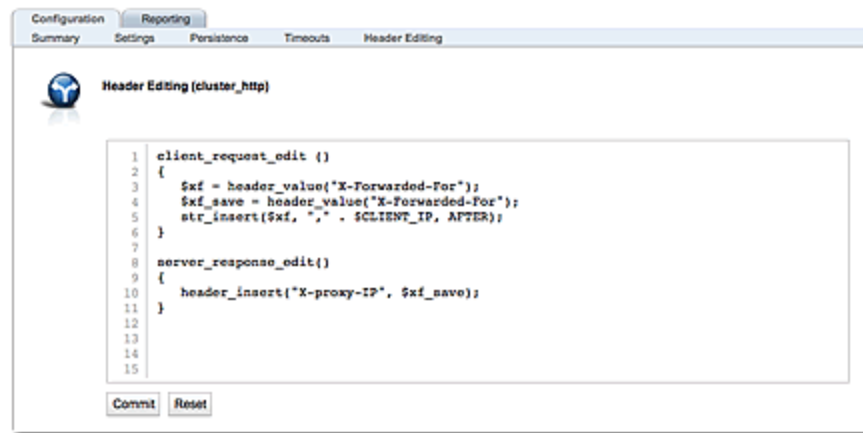 Configuration Reporting
Summary Settings Persistence Timeouts Header Editing
Header Editing (cluster_http)
1 client_request_edit ()
2 {
3 $xf = header_value("X-Forwarded-For");
4 $xf_save = header_value("X-Forwarded-For");
5 str_insert($xf, "," . $CLIENT_IP, AFTER);
6 }
7
8 server_response_edit()
9 {
10 header_insert("X-proxy-IP", $xf_save);
11 }
12
13
14
15
Commit Reset